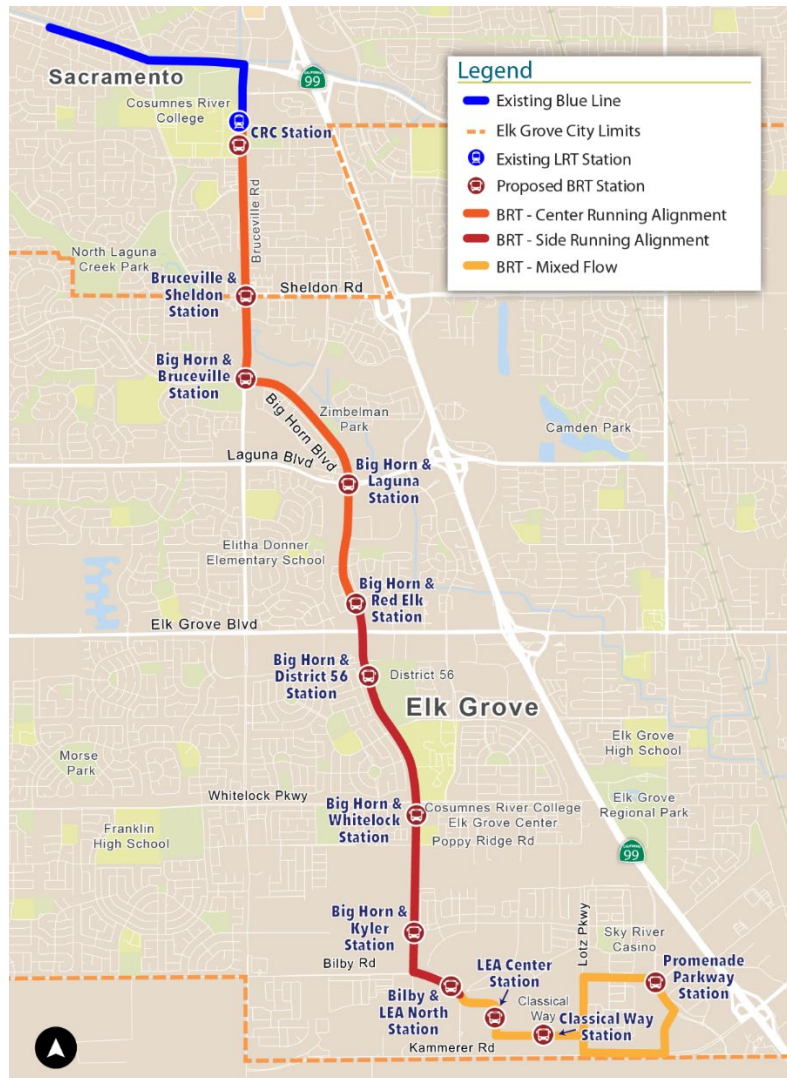 Sacramento
Cosumnes River
College
CALIFORNIA
99
CRC Station
Legend
Existing Blue Line
Elk Grove City Limits
Existing LRT Station
Proposed BRT Station
BRT - Center Running Alignment
BRT - Side Running Alignment
BRT - Mixed Flow
Bruceville Rd
North Laguna
Creek Park
Bruceville &
Sheldon
Station
Sheldon Rd
Big Horn &
Bruceville
Station
Big Horn Blvd
Zimbelman
Park
Camden Park
Laguna Blvd
Big Horn &
Laguna
Station
Elitha Donner
Elementary School
Big Horn &
Red Elk
Station
Elk Grove Blvd
Big Horn &
District 56
Station
District 56
Elk Grove
Elk Grove
High School
Morse
Park
Whitelock Pkwy
Big Horn &
Whitelock
Station
Cosumnes River College
Elk Grove Center
Poppy Ridge Rd
Elk Grove
Regional Park
Franklin
High School
CALIFORNIA
99
Big Horn &
Kyler
Station
Lotz Pkwy
Sky River
Casino
Bilby Rd
LEA Center
Station
Promenade
Parkway
Station
Bilby &
LEA North
Station
Classical
Way
Classical Way
Station
Kammerer Rd